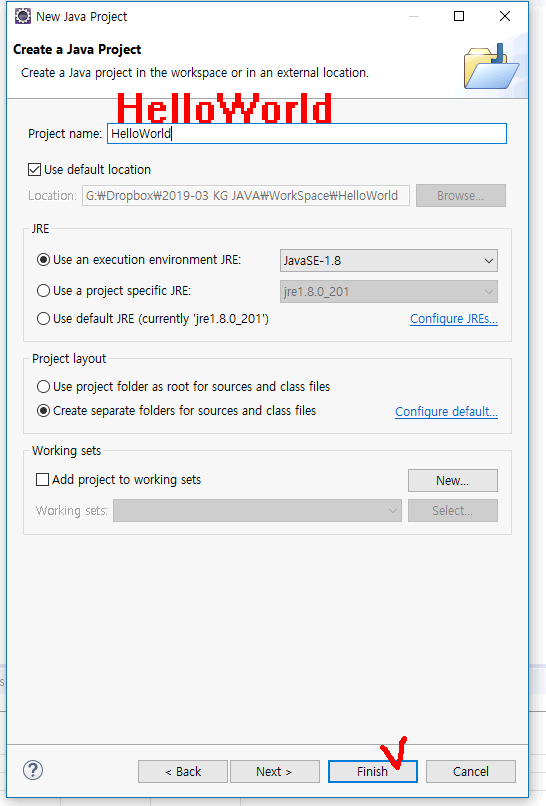 New Java Project
Create a Java Project
Create a Java project in the workspace or in an external location.
HelloWorld
Project name: HelloWorld
Use default location
Location: G:₩Dropbox₩2019-03 KG JAVA₩WorkSpace₩HelloWorld Browse...
JRE
Use an execution environment JRE: JavaSE-1.8
Use a project specific JRE: jre1.8.0_201
Use default JRE (currently 'jre1.8.0_201') Configure JREs...
Project layout
Use project folder as root for sources and class files
Create separate folders for sources and class files Configure default...
Working sets
Add project to working sets New...
Working sets: Select...
? < Back Next > Finish Cancel